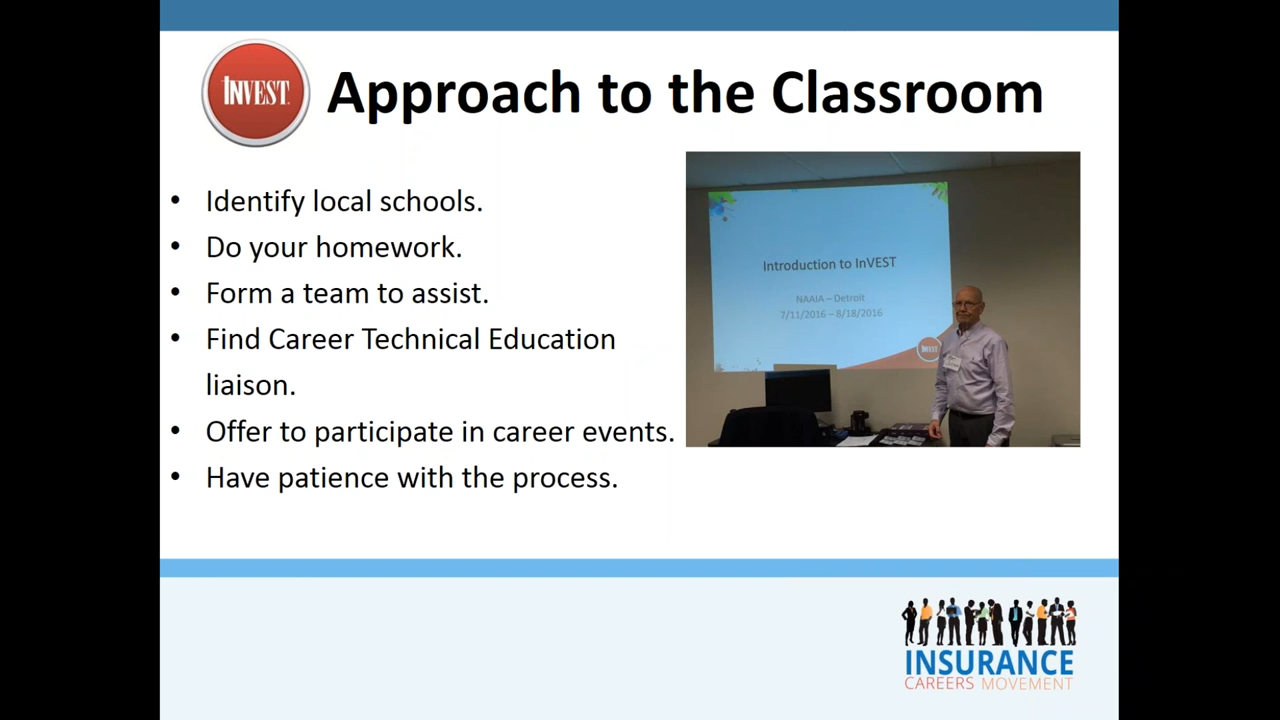 INVEST
Approach to the Classroom
• Identify local schools.
• Do your homework.
• Form a team to assist.
• Find Career Technical Education
liaison.
• Offer to participate in career events.
• Have patience with the process.
Introduction to InVEST
NAAIA – Detroit
7/11/2016 – 8/18/2016
INVEST
INSURANCE
CAREERS MOVEMENT